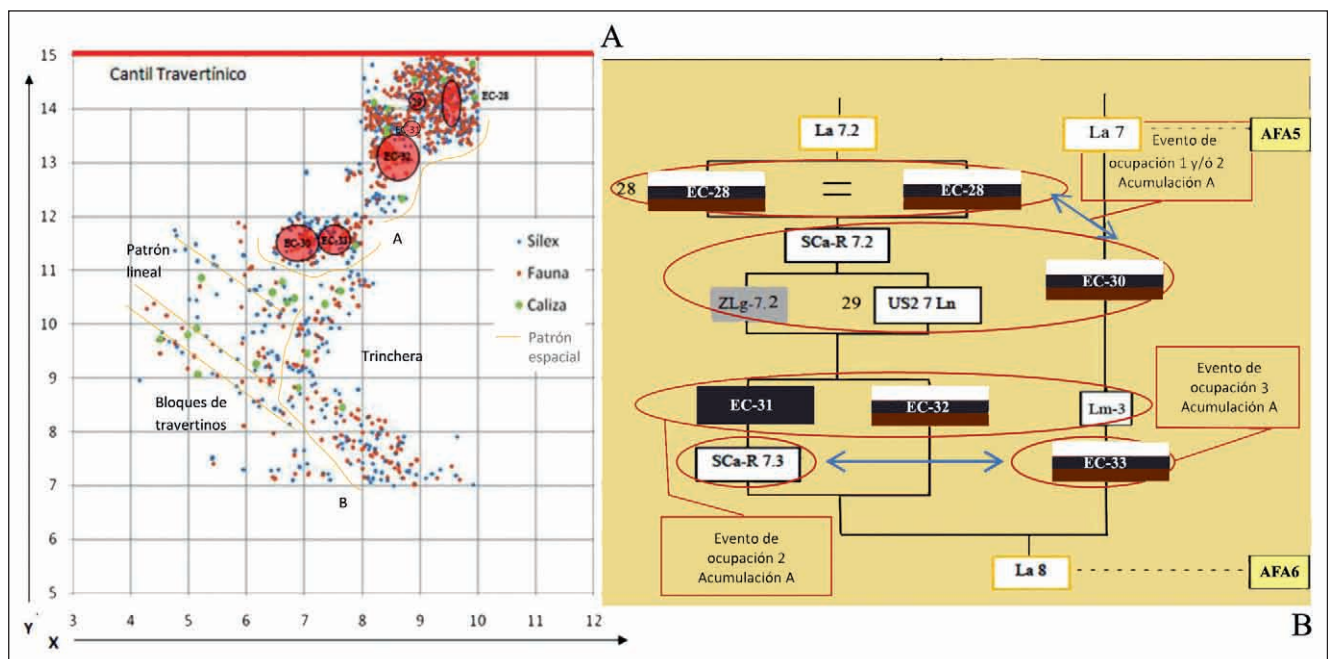 A
15
14
13
12
11
10
9
8
7
6
5
Y
X
3
4
5
6
7
8
9
10
11
12
Cantil Travertínico
EC-28
EC-32
A
EC-30
Patrón
lineal
Sílex
Fauna
Caliza
Patrón
espacial
Trinchera
Bloques de
travertinos
B
La 7.2
La 7
AFA5
Evento de
ocupación 1 y/ó 2
Acumulación A
28
EC-28
=
EC-28
SCa-R 7.2
EC-30
ZLg-7.2
29
US2 7 Ln
Evento de
ocupación 3
Acumulación A
EC-31
EC-32
Lm-3
SCa-R 7.3
EC-33
Evento de
ocupación 2
Acumulación A
La 8
AFA6
B